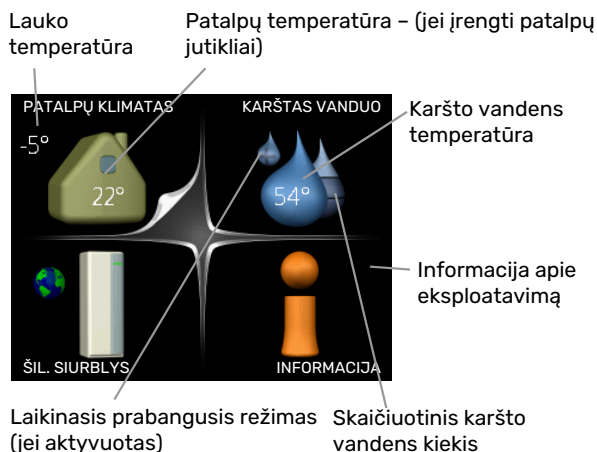 Lauko
temperatūra
Patalpų temperatūra – (jei įrengti patalpų
jutikliai)
PATALPŲ KLIMATAS
KARŠTAS VANDUO
-5°
22°
54°
Karšto vandens
temperatūra
Informacija apie
eksploatavimą
ŠIL. SIURBLYS
INFORMACIJA
Laikinasis prabangusis režimas
(jei aktyvuotas)
Skaičiuotinis karšto
vandens kiekis